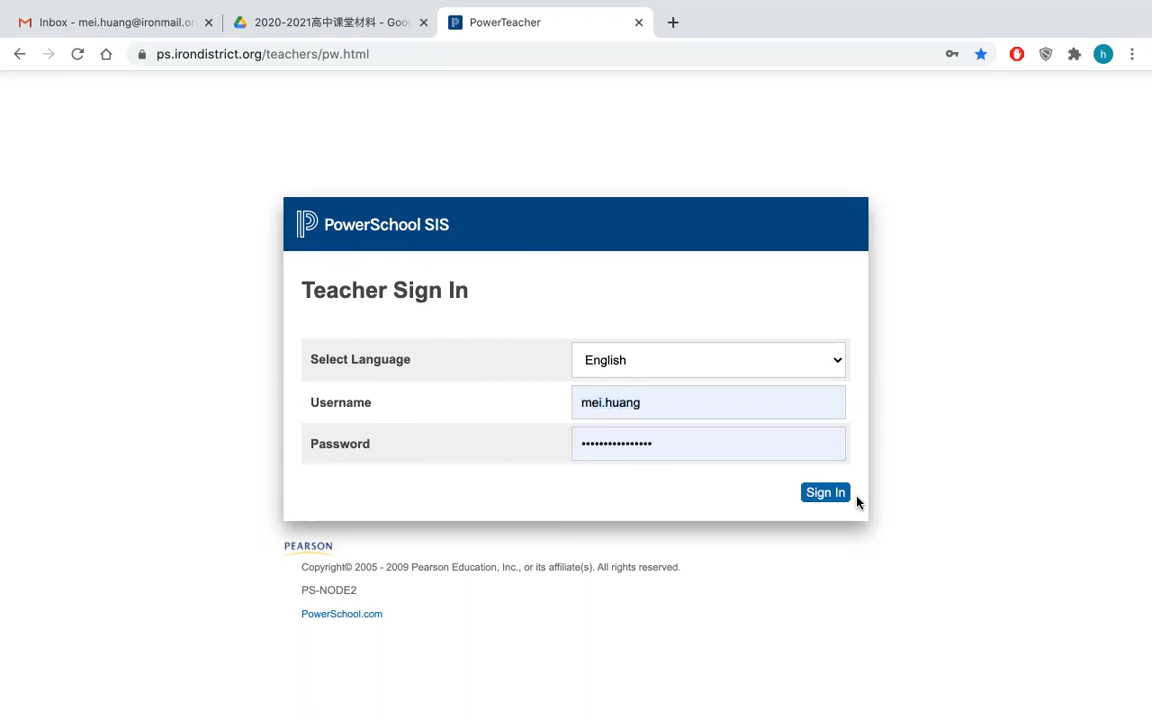 Inbox - mei.huang@ironmail.or
2020-2021高中课堂材料 - Goo
PowerTeacher
ps.irondistrict.org/teachers/pw.html
h
PowerSchool SIS
Teacher Sign In
Select Language
English
Username
mei.huang
Password
••••••••••••••••
Sign In
PEARSON
Copyright© 2005 - 2009 Pearson Education, Inc., or its affiliate(s). All rights reserved.
PS-NODE2
PowerSchool.com